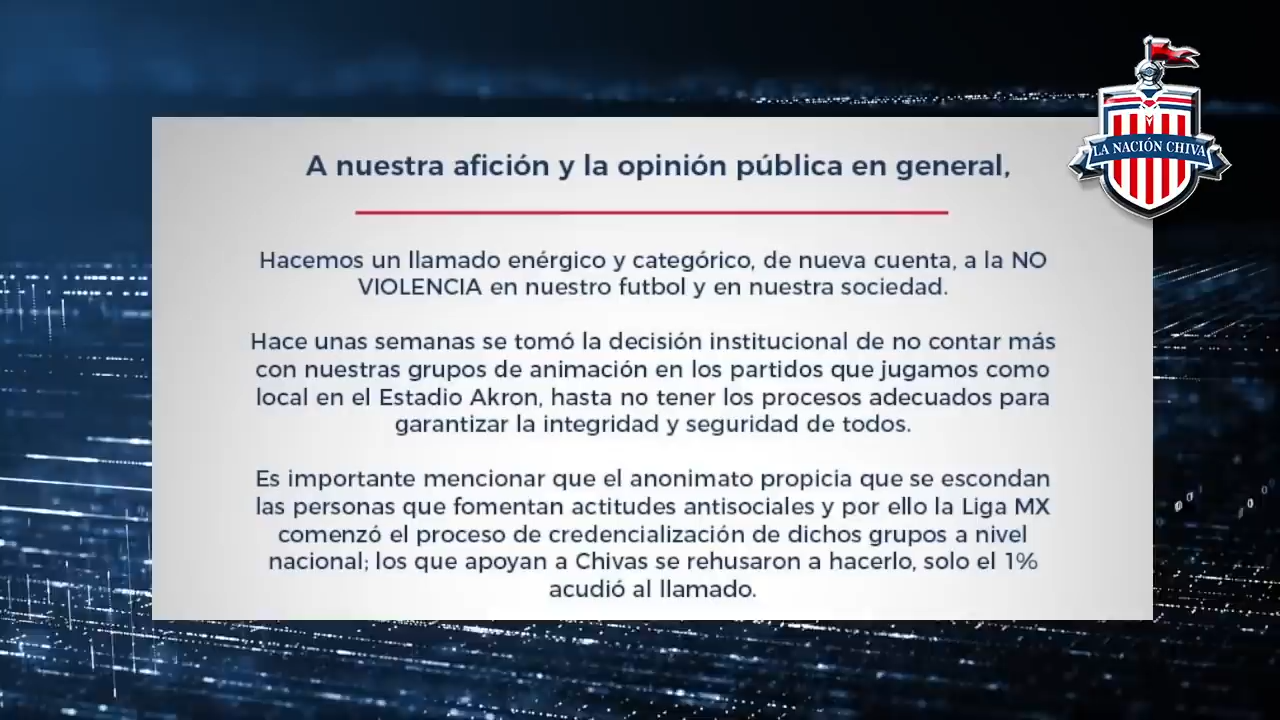 A nuestra afición y la opinión pública en general,
LA NACIÓN CHIVA
Hacemos un llamado enérgico y categórico, de nueva cuenta, a la NO
VIOLENCIA en nuestro futbol y en nuestra sociedad.
Hace unas semanas se tomó la decisión institucional de no contar más
con nuestras grupos de animación en los partidos que jugamos como
local en el Estadio Akron, hasta no tener los procesos adecuados para
garantizar la integridad y seguridad de todos.
Es importante mencionar que el anonimato propicia que se escondan
las personas que fomentan actitudes antisociales y por ello la Liga MX
comenzó el proceso de credencialización de dichos grupos a nivel
nacional; los que apoyan a Chivas se rehusaron a hacerlo, solo el 1%
acudió al llamado.